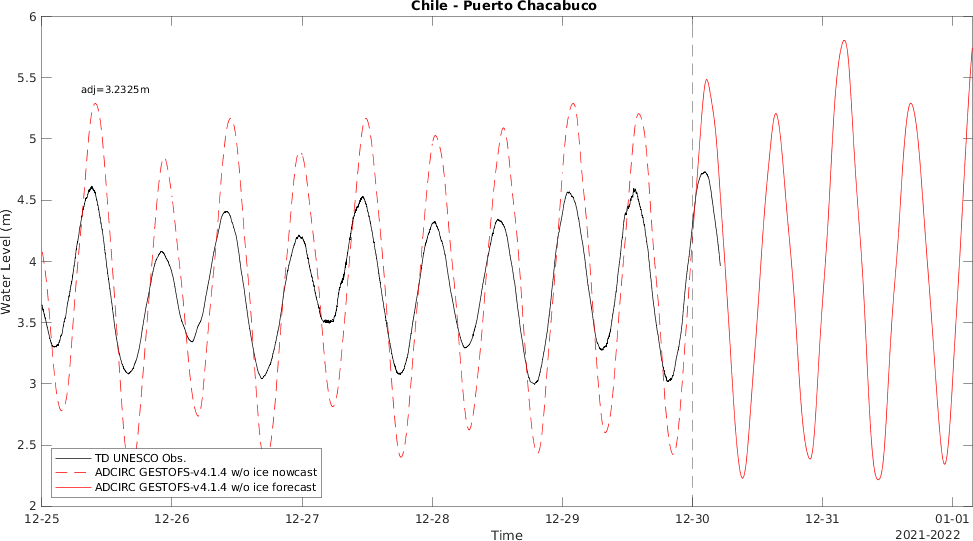 Chile - Puerto Chacabuco
6
5.5
adj=3.2325m
5
4.5
4
3.5
3
2.5
2
Water Level (m)
TD UNESCO Obs.
ADCIRC GESTOFS-v4.1.4 w/o ice nowcast
ADCIRC GESTOFS-v4.1.4 w/o ice forecast
12-25 12-26 12-27 12-28 12-29 12-30 12-31 01-01
Time
2021-2022